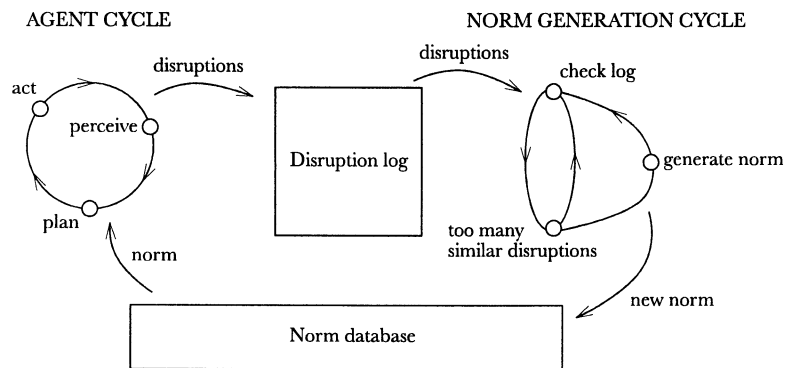 AGENT CYCLE
NORM GENERATION CYCLE
disruptions
disruptions
act
check log
perceive
Disruption log
generate norm
plan
too many
similar disruptions
norm
new norm
Norm database